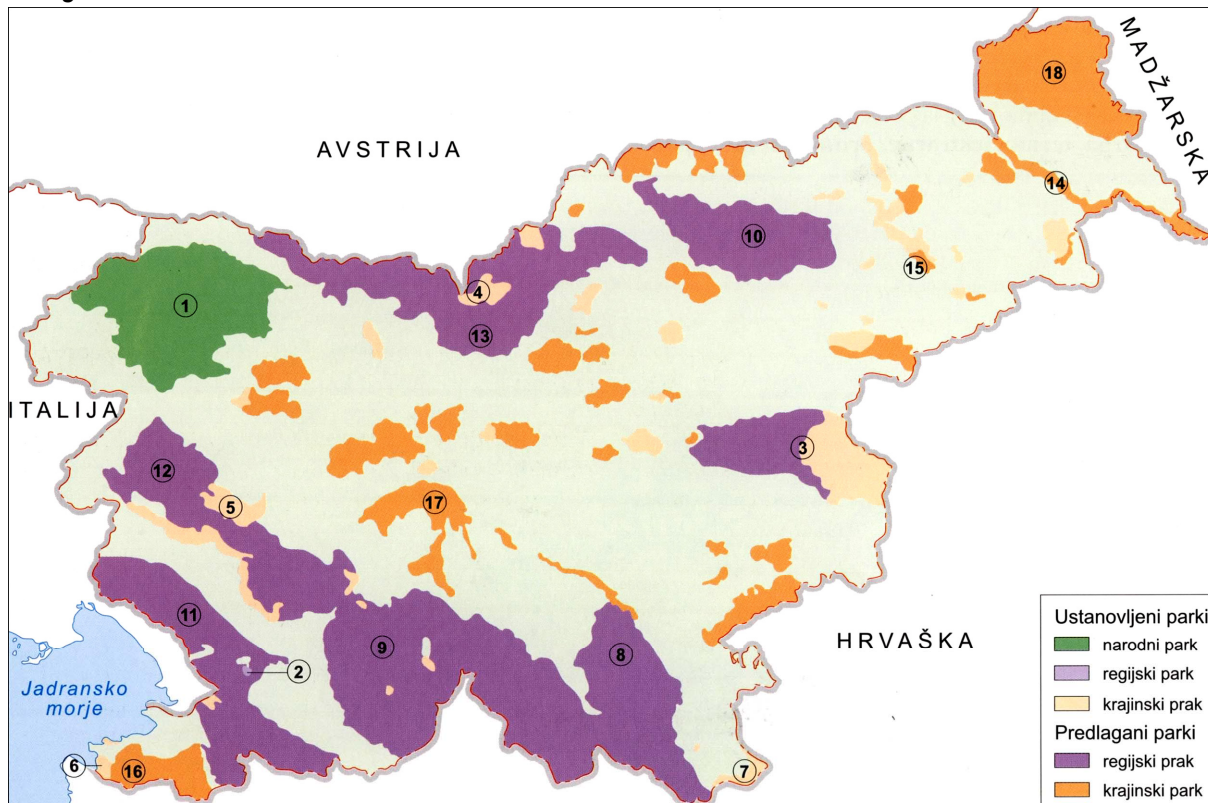 AVSTRIJA
MADŽARSKA
ITALIJA
HRVAŠKA
Jadransko
morje
18
14
10
15
1
4
13
3
12
5
17
11
9
8
2
6
16
7
Ustanovljeni parki
narodni park
regijski park
krajinski prak
Predlagani parki
regijski prak
krajinski park